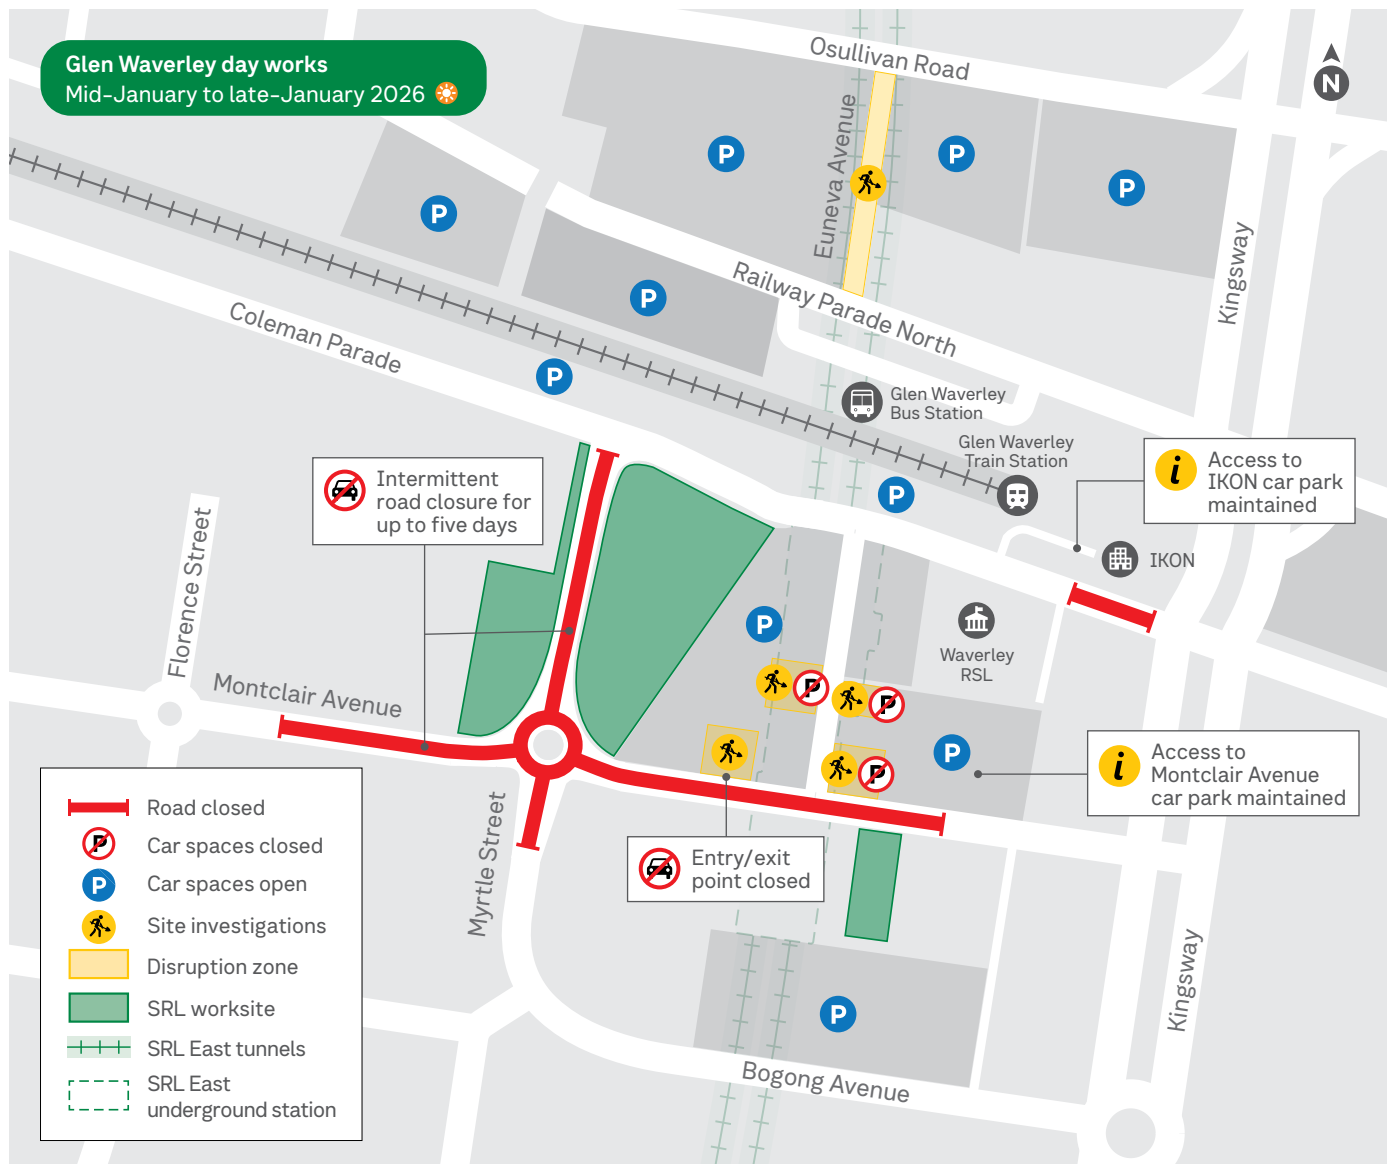 Glen Waverley day works
Mid-January to late-January 2026
Osullivan Road
N
P
P
P
P
Euneva Avenue
Kingsway
P
Railway Parade North
Coleman Parade
P
Glen Waverley
Bus Station
Glen Waverley
Train Station
P
i
Access to
IKON car park
maintained
Intermittent
road closure for
up to five days
IKON
Florence Street
P
Waverley
RSL
Montclair Avenue
P
P
P
P
i
Access to
Montclair Avenue
car park maintained
Myrtle Street
Entry/exit
point closed
Kingsway
P
Bogong Avenue
Road closed
P
Car spaces closed
P
Car spaces open
Site investigations
Disruption zone
SRL worksite
SRL East tunnels
SRL East
underground station